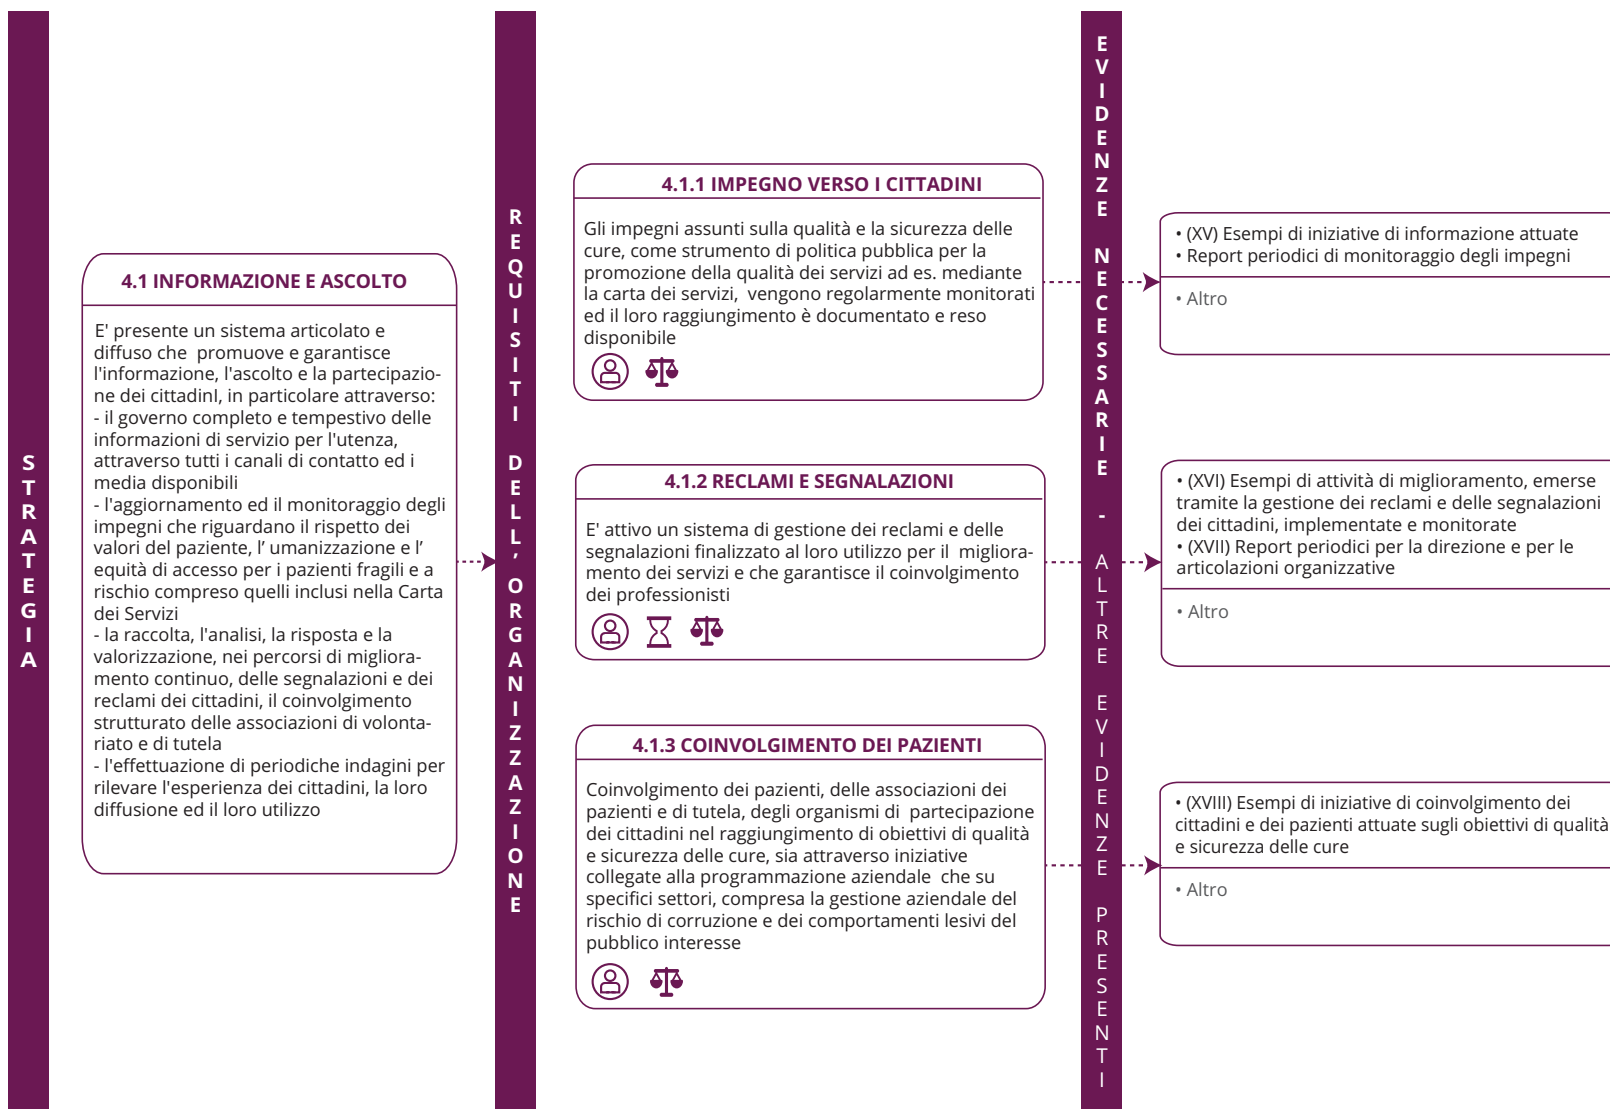 STRATEGIA
4.1 INFORMAZIONE E ASCOLTO
E' presente un sistema articolato e
diffuso che  promuove e garantisce
l'informazione, l'ascolto e la partecipazio-
ne dei cittadinI, in particolare attraverso:
- il governo completo e tempestivo delle
informazioni di servizio per l'utenza,
attraverso tutti i canali di contatto ed i
media disponibili
- l'aggiornamento ed il monitoraggio degli
impegni che riguardano il rispetto dei
valori del paziente, l' umanizzazione e l'
equità di accesso per i pazienti fragili e a
rischio compreso quelli inclusi nella Carta
dei Servizi
- la raccolta, l'analisi, la risposta e la
valorizzazione, nei percorsi di migliora-
mento continuo, delle segnalazioni e dei
reclami dei cittadini, il coinvolgimento
strutturato delle associazioni di volonta-
riato e di tutela
- l'effettuazione di periodiche indagini per
rilevare l'esperienza dei cittadini, la loro
diffusione ed il loro utilizzo
REQUISITI DELL' ORGANIZZAZIONE
4.1.1 IMPEGNO VERSO I CITTADINI
Gli impegni assunti sulla qualità e la sicurezza delle
cure, come strumento di politica pubblica per la
promozione della qualità dei servizi ad es. mediante
la carta dei servizi,  vengono regolarmente monitorati
ed il loro raggiungimento è documentato e reso
disponibile
4.1.2 RECLAMI E SEGNALAZIONI
E' attivo un sistema di gestione dei reclami e delle
segnalazioni finalizzato al loro utilizzo per il  migliora-
mento dei servizi e che garantisce il coinvolgimento
dei professionisti
4.1.3 COINVOLGIMENTO DEI PAZIENTI
Coinvolgimento dei pazienti, delle associazioni dei
pazienti e di tutela, degli organismi di  partecipazione
dei cittadini nel raggiungimento di obiettivi di qualità
e sicurezza delle cure, sia attraverso iniziative
collegate alla programmazione aziendale  che su
specifici settori, compresa la gestione aziendale del
rischio di corruzione e dei comportamenti lesivi del
pubblico interesse
EVIDENZE NECESSARIE - ALTRE EVIDENZE PRESENTI
• (XV) Esempi di iniziative di informazione attuate
• Report periodici di monitoraggio degli impegni
• Altro
• (XVI) Esempi di attività di miglioramento, emerse
tramite la gestione dei reclami e delle segnalazioni
dei cittadini, implementate e monitorate
• (XVII) Report periodici per la direzione e per le
articolazioni organizzative
• Altro
• (XVIII) Esempi di iniziative di coinvolgimento dei
cittadini e dei pazienti attuate sugli obiettivi di qualità
e sicurezza delle cure
• Altro